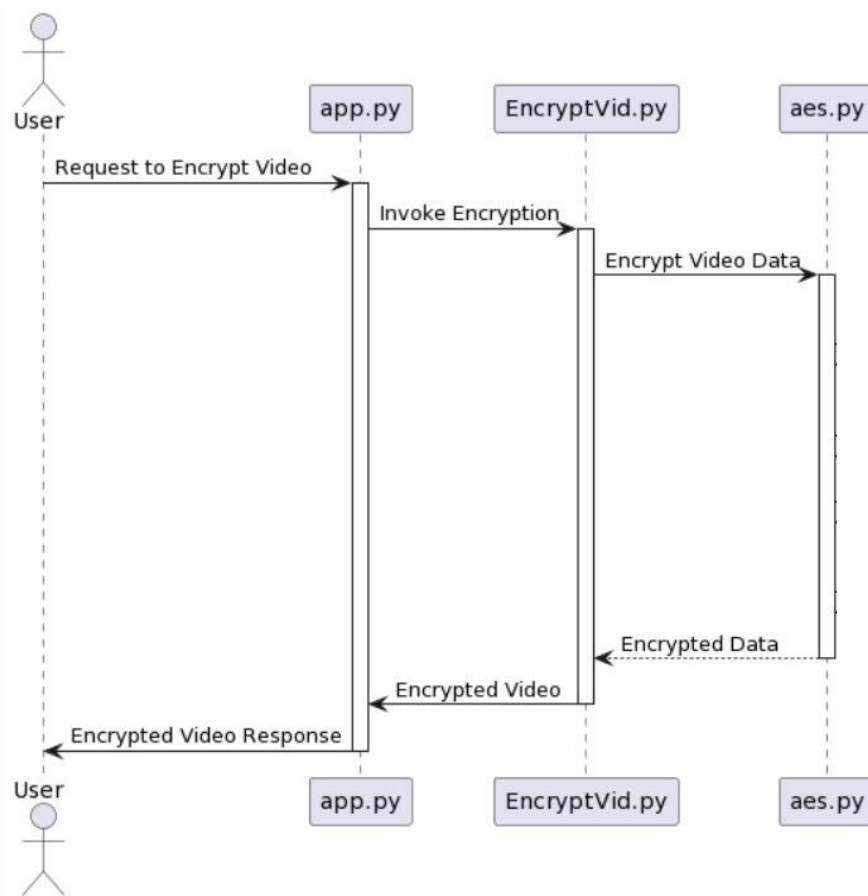 User
app.py
EncryptVid.py
aes.py
Request to Encrypt Video
Invoke Encryption
Encrypt Video Data
Encrypted Data
Encrypted Video
Encrypted Video Response
User
app.py
EncryptVid.py
aes.py